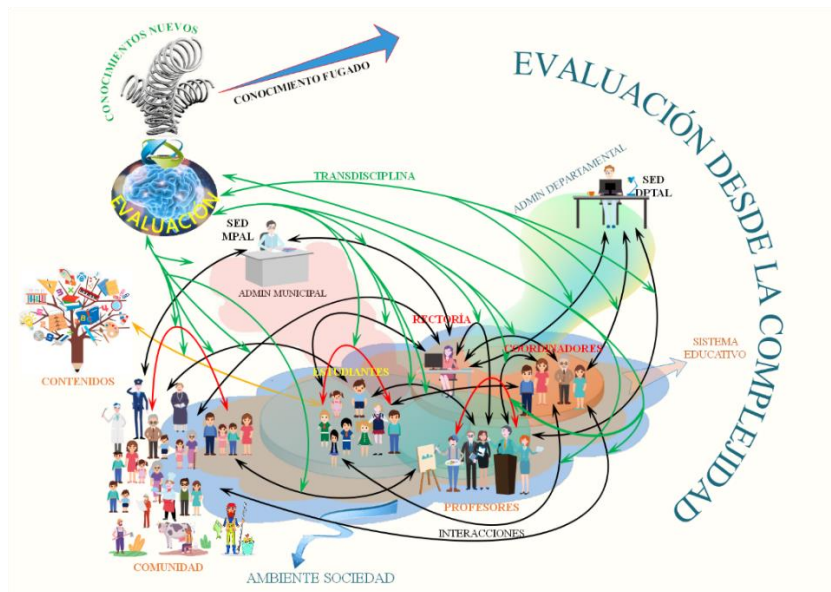 CONOCIMIENTOS NUEVOS
CONOCIMIENTO FUGADO
EVALUACIÓN DESDE LA COMPLEJIDAD
EVALUACIÓN
TRANSDISCIPLINA
ADMIN DEPARTAMENTAL
SED
DPTAL
SED
MPAL
ADMIN MUNICIPAL
RECTORÍA
COORDINADORES
SISTEMA
EDUCATIVO
ESTUDIANTES
CONTENIDOS
PROFESORES
INTERACCIONES
COMUNIDAD
AMBIENTE SOCIEDAD